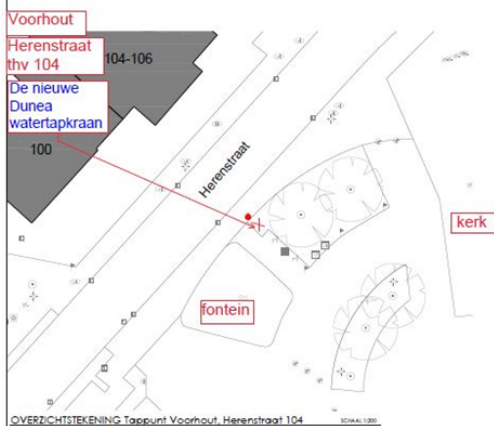 Voorhout
Herenstraat
thv 104
De nieuwe
Dunea
watertapkraan
104-106
100
Herenstraat
kerk
fontein
OVERZICHTSTEKENING Tappunt Voorhout, Herenstraat 104
SCHAAL 1:200